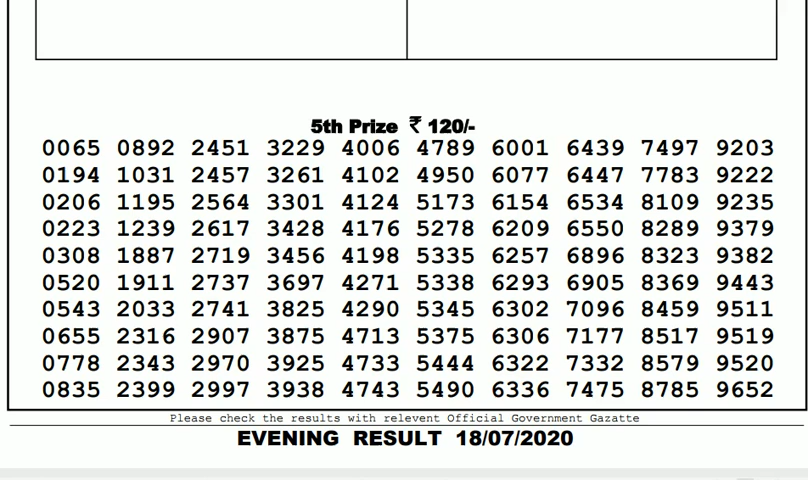 5th Prize ₹ 120/-
0065 0892 2451 3229 4006 4789 6001 6439 7497 9203
0194 1031 2457 3261 4102 4950 6077 6447 7783 9222
0206 1195 2564 3301 4124 5173 6154 6534 8109 9235
0223 1239 2617 3428 4176 5278 6209 6550 8289 9379
0308 1887 2719 3456 4198 5335 6257 6896 8323 9382
0520 1911 2737 3697 4271 5338 6293 6905 8369 9443
0543 2033 2741 3825 4290 5345 6302 7096 8459 9511
0655 2316 2907 3875 4713 5375 6306 7177 8517 9519
0778 2343 2970 3925 4733 5444 6322 7332 8579 9520
0835 2399 2997 3938 4743 5490 6336 7475 8785 9652
Please check the results with relevent Official Government Gazatte
EVENING RESULT 18/07/2020